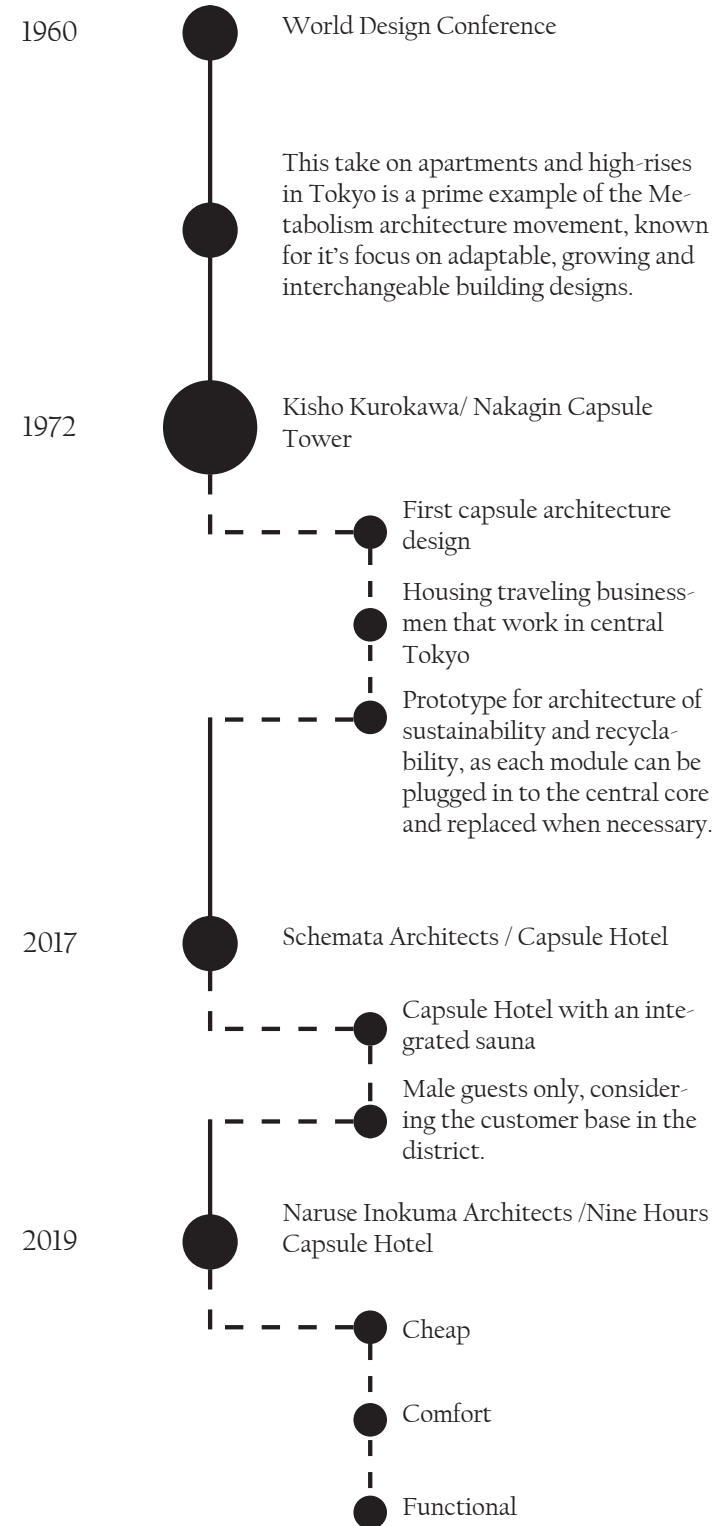 1960
World Design Conference
This take on apartments and high-rises
in Tokyo is a prime example of the Me-
tabolism architecture movement, known
for it's focus on adaptable, growing and
interchangeable building designs.
1972
Kisho Kurokawa/ Nakagin Capsule
Tower
First capsule architecture
design
Housing traveling business-
men that work in central
Tokyo
Prototype for architecture of
sustainability and recycla-
bility, as each module can be
plugged in to the central core
and replaced when necessary.
2017
Schemata Architects / Capsule Hotel
Capsule Hotel with an inte-
grated sauna
Male guests only, consider-
ing the customer base in the
district.
2019
Naruse Inokuma Architects /Nine Hours
Capsule Hotel
Cheap
Comfort
Functional